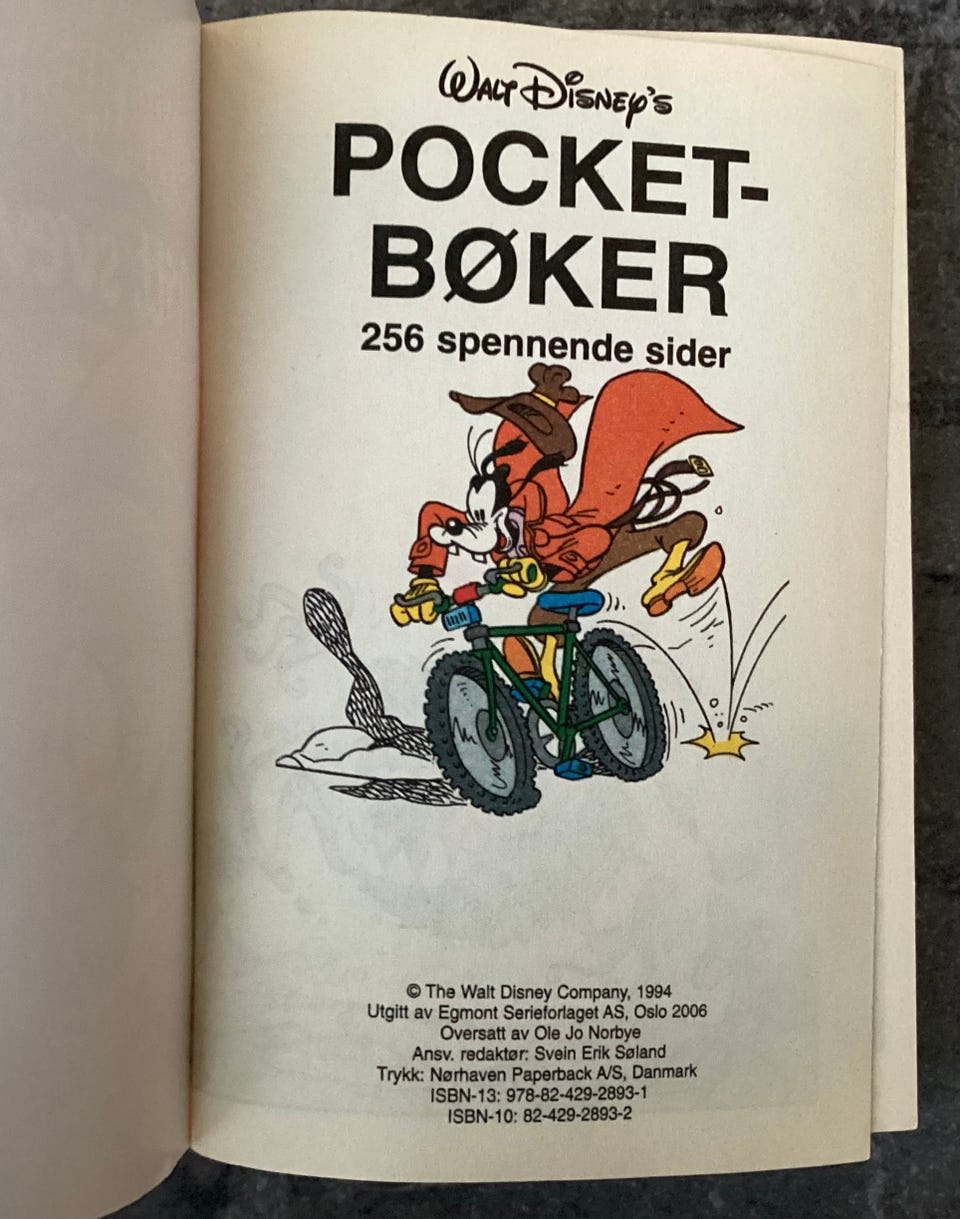 Walt Disney's
POCKET-
BØKER
256 spennende sider
© The Walt Disney Company, 1994
Utgitt av Egmont Serieforlaget AS, Oslo 2006
Oversatt av Ole Jo Norbye
Ansv. redaktør: Svein Erik Søland
Trykk: Nørhaven Paperback A/S, Danmark
ISBN-13: 978-82-429-2893-1
ISBN-10: 82-429-2893-2